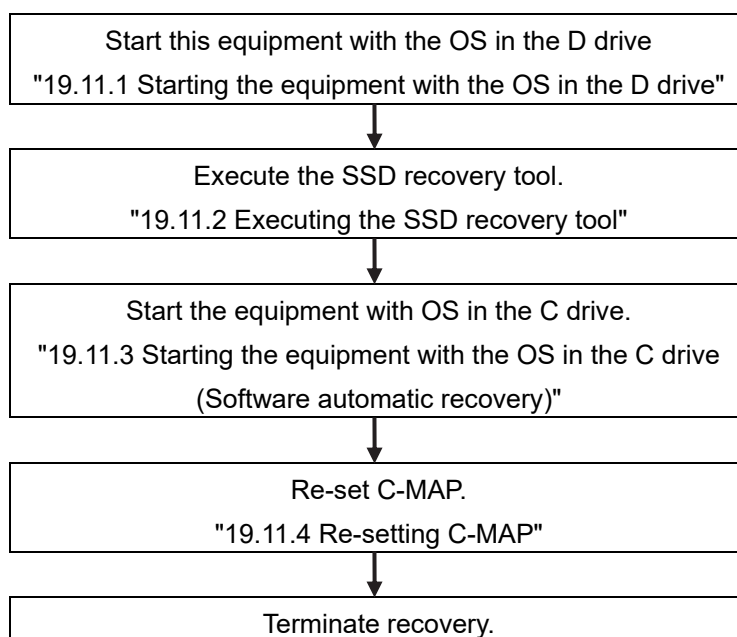 Start this equipment with the OS in the D drive
"19.11.1 Starting the equipment with the OS in the D drive"
Execute the SSD recovery tool.
"19.11.2 Executing the SSD recovery tool"
Start the equipment with OS in the C drive.
"19.11.3 Starting the equipment with the OS in the C drive
(Software automatic recovery)"
Re-set C-MAP.
"19.11.4 Re-setting C-MAP"
Terminate recovery.